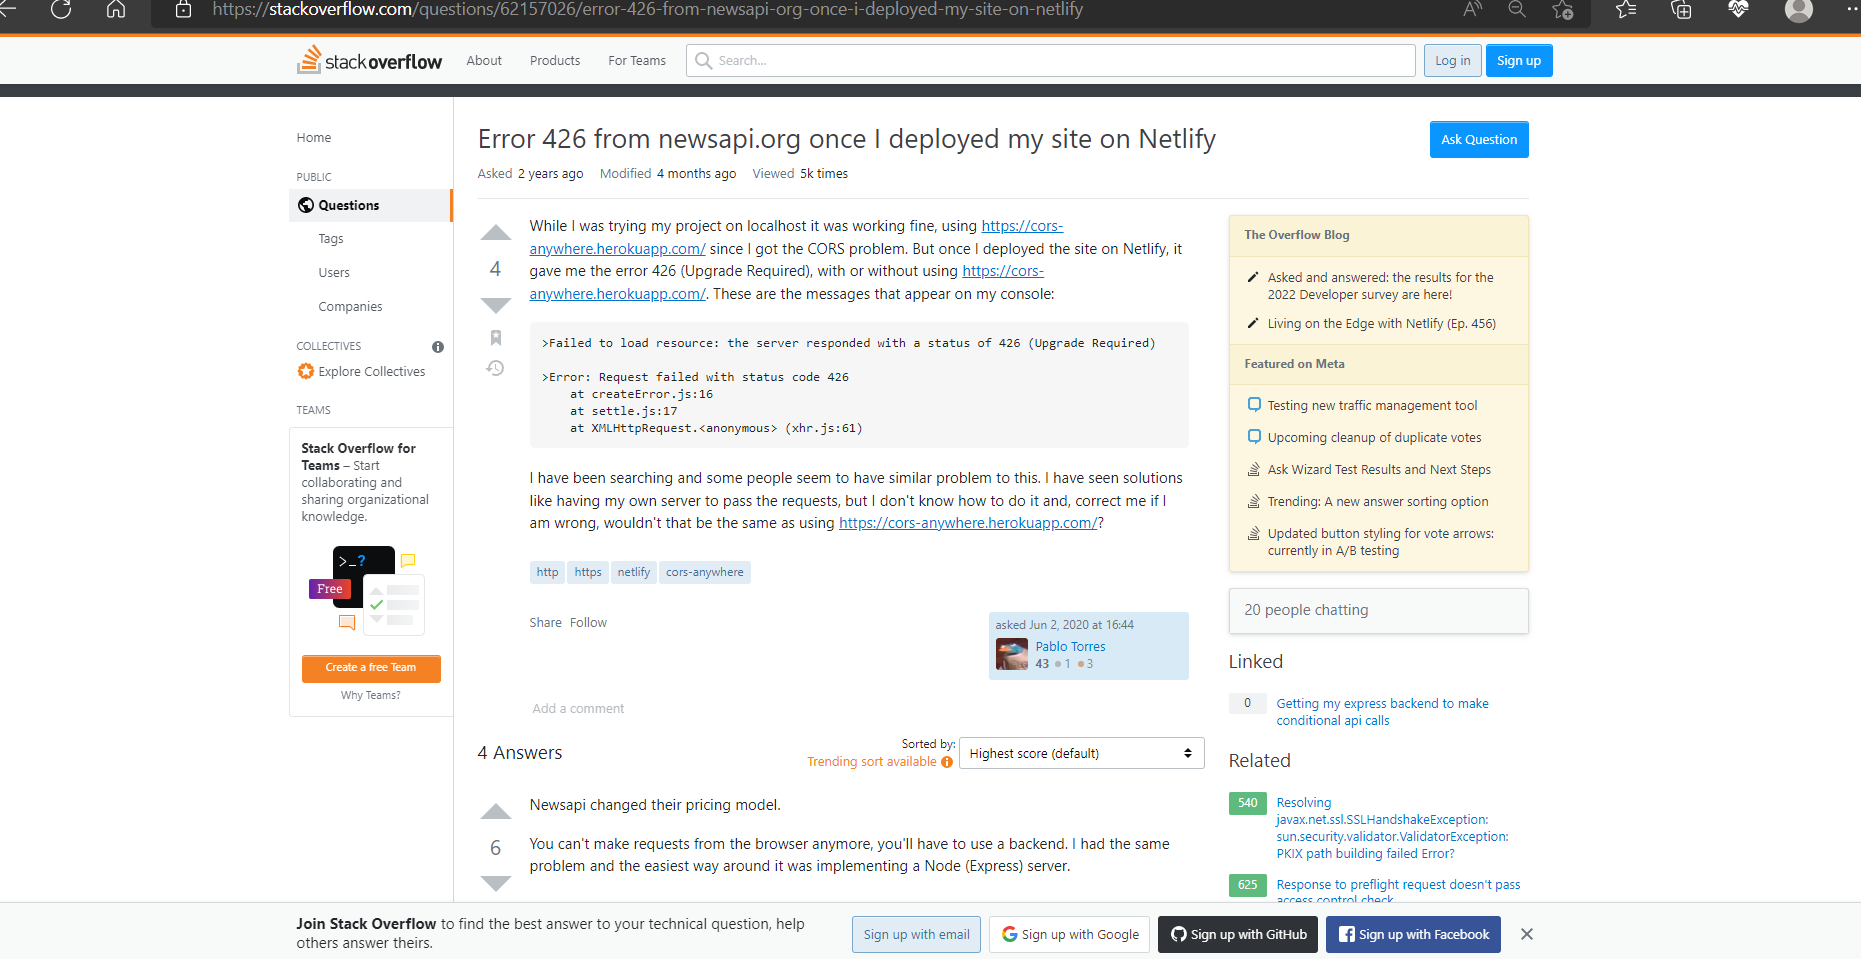 https://stackoverflow.com/questions/62157026/error-426-from-newsapi-org-once-i-deployed-my-site-on-netlify
stackoverflow
About
Products
For Teams
Search...
Log in
Sign up
Home
PUBLIC
Questions
Tags
Users
Companies
COLLECTIVES
Explore Collectives
TEAMS
Stack Overflow for
Teams – Start
collaborating and
sharing organizational
knowledge.
>_?
Free
Create a free Team
Why Teams?
Error 426 from newsapi.org once I deployed my site on Netlify
Ask Question
Asked 2 years ago Modified 4 months ago Viewed 5k times
4
While I was trying my project on localhost it was working fine, using https://cors-
anywhere.herokuapp.com/ since I got the CORS problem. But once I deployed the site on Netlify, it
gave me the error 426 (Upgrade Required), with or without using https://cors-
anywhere.herokuapp.com/. These are the messages that appear on my console:
>Failed to load resource: the server responded with a status of 426 (Upgrade Required)
>Error: Request failed with status code 426
at createError.js:16
at settle.js:17
at XMLHttpRequest.<anonymous> (xhr.js:61)
I have been searching and some people seem to have similar problem to this. I have seen solutions
like having my own server to pass the requests, but I don't know how to do it and, correct me if I
am wrong, wouldn't that be the same as using https://cors-anywhere.herokuapp.com/?
http https netlify cors-anywhere
Share Follow
asked Jun 2, 2020 at 16:44
Pablo Torres
43 1 3
Add a comment
4 Answers
Sorted by:
Trending sort available
Highest score (default)
6
Newsapi changed their pricing model.
You can't make requests from the browser anymore, you'll have to use a backend. I had the same
problem and the easiest way around it was implementing a Node (Express) server.
The Overflow Blog
Asked and answered: the results for the
2022 Developer survey are here!
Living on the Edge with Netlify (Ep. 456)
Featured on Meta
Testing new traffic management tool
Upcoming cleanup of duplicate votes
Ask Wizard Test Results and Next Steps
Trending: A new answer sorting option
Updated button styling for vote arrows:
currently in A/B testing
20 people chatting
Linked
0 Getting my express backend to make
conditional api calls
Related
540 Resolving
javax.net.ssl.SSLHandshakeException:
sun.security.validator.ValidatorException:
PKIX path building failed Error?
625 Response to preflight request doesn't pass
access control check
Join Stack Overflow to find the best answer to your technical question, help
others answer theirs.
Sign up with email
Sign up with Google
Sign up with GitHub
Sign up with Facebook